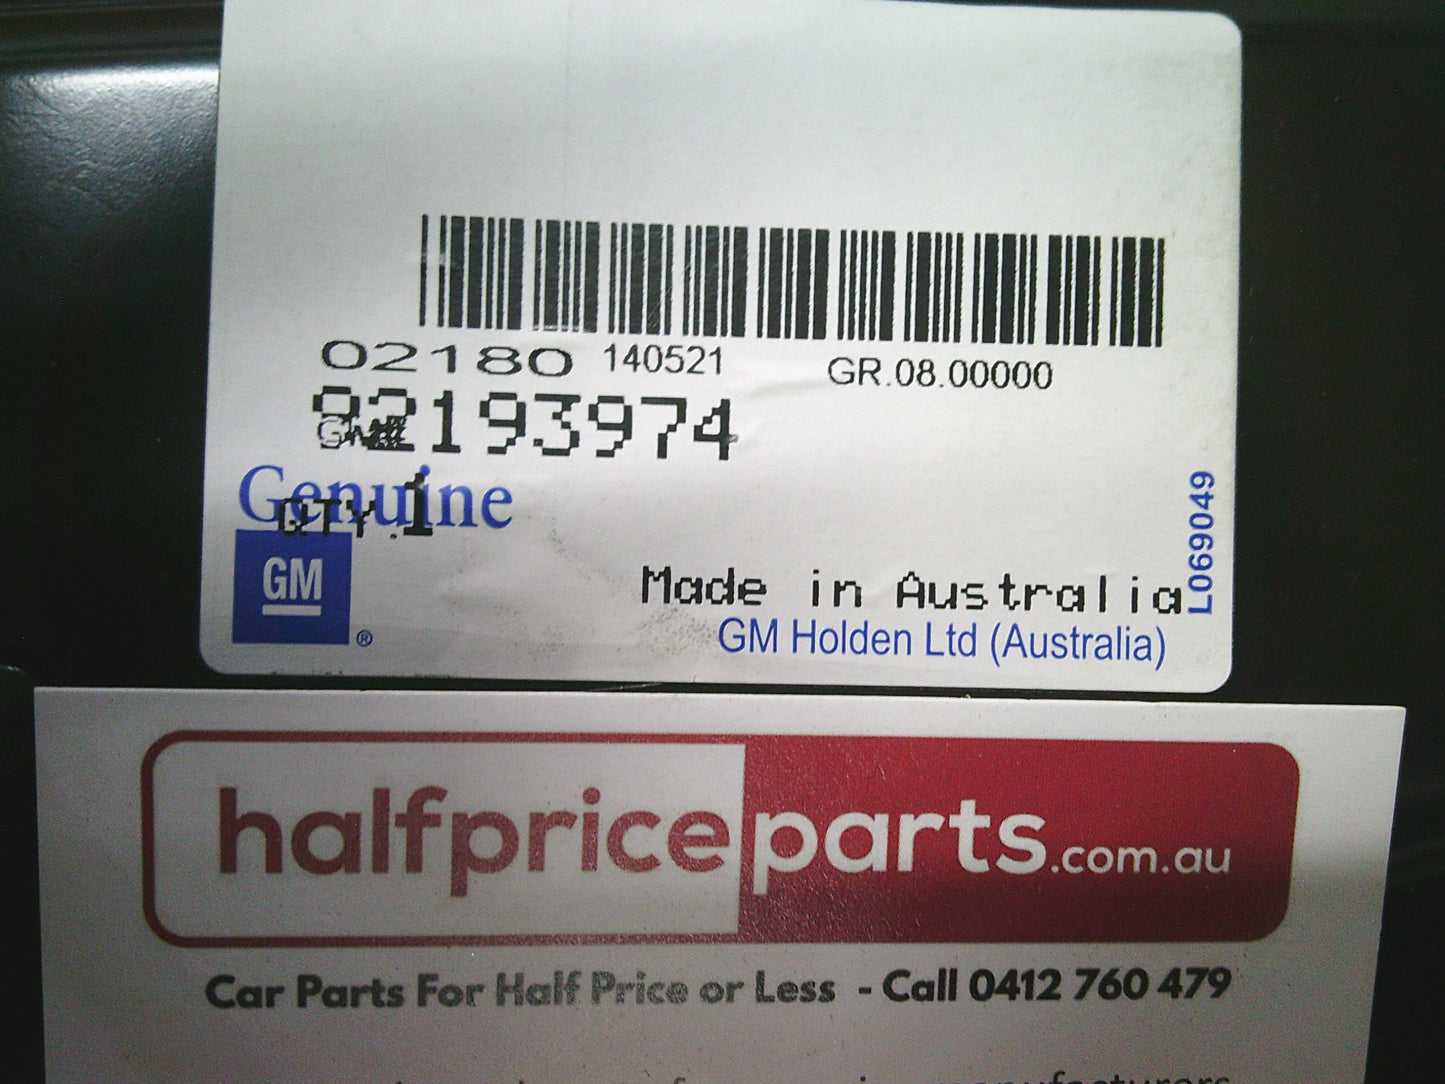 02180 140521 GR.08.00000
92193974
Genuine
QTY. 1
GM
®
Made in Australia
GM Holden Ltd (Australia)
L069049
halfpriceparts.com.au
Car Parts For Half Price or Less - Call 0412 760 479
manufacturers